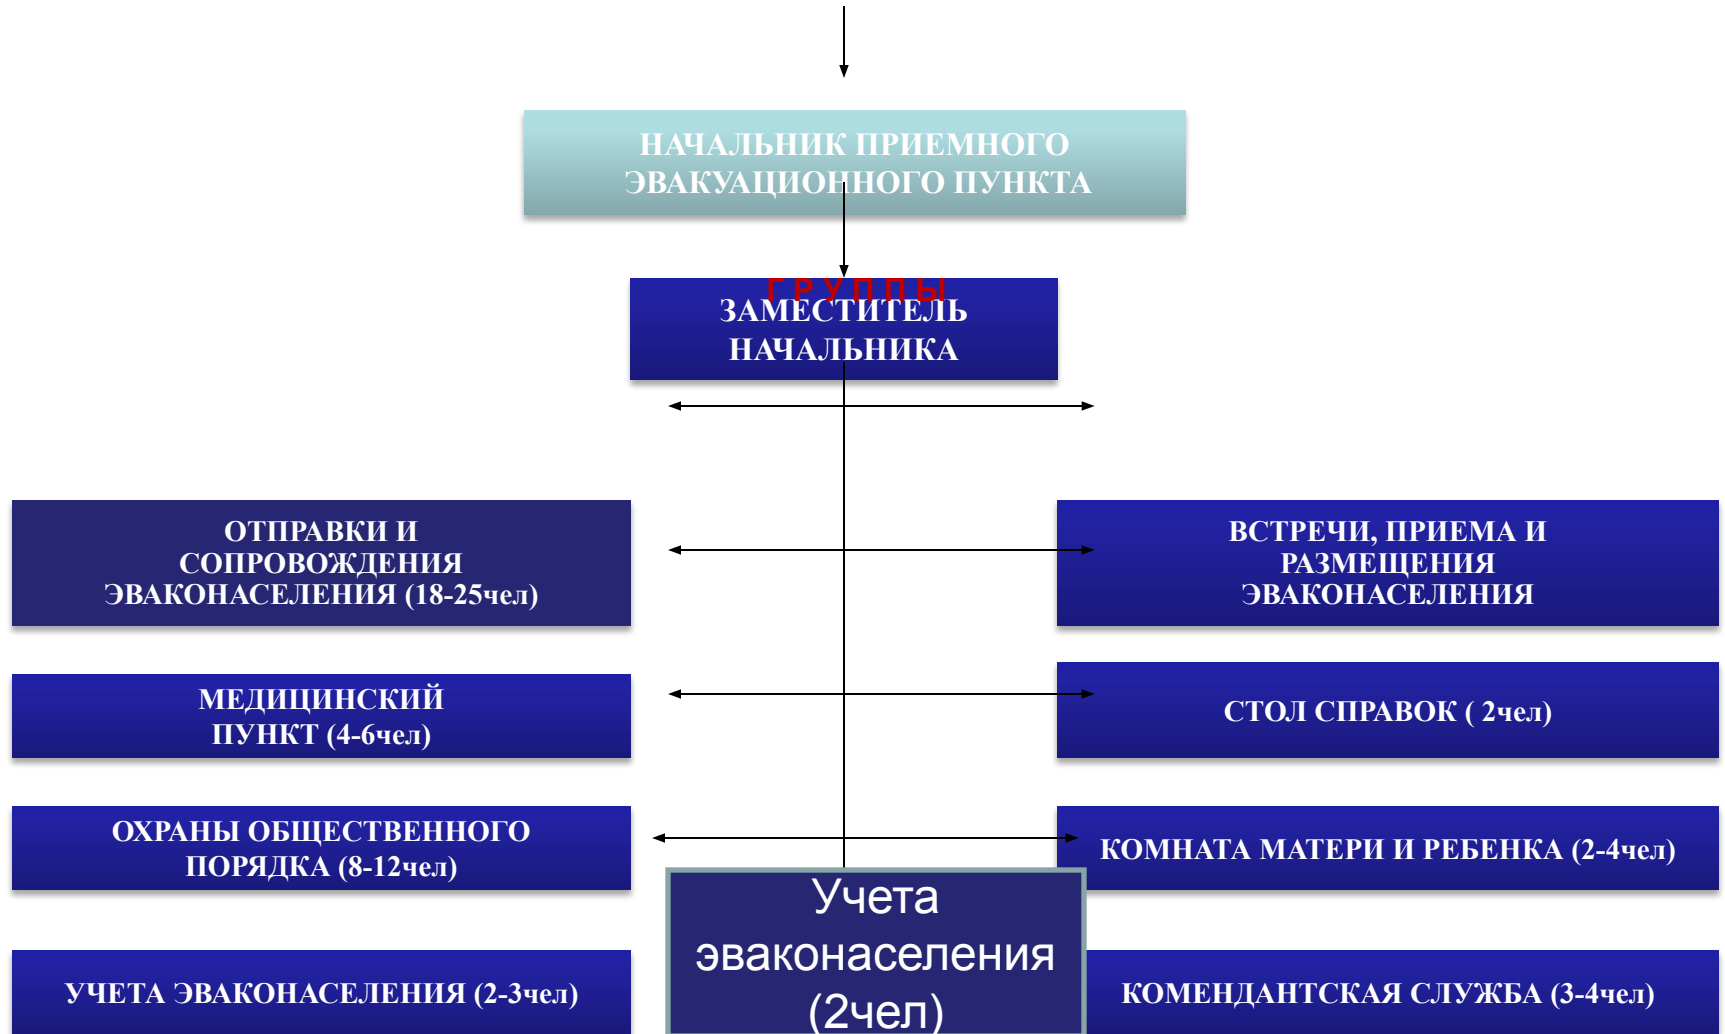 НАЧАЛЬНИК ПРИЕМНОГО
ЭВАКУАЦИОННОГО ПУНКТА
ГРУППЫ
ЗАМЕСТИТЕЛЬ
НАЧАЛЬНИКА
ОТПРАВКИ И
СОПРОВОЖДЕНИЯ
ЭВАКОНАСЕЛЕНИЯ (18-25чел)
ВСТРЕЧИ, ПРИЕМА И
РАЗМЕЩЕНИЯ
ЭВАКОНАСЕЛЕНИЯ
МЕДИЦИНСКИЙ
ПУНКТ (4-6чел)
СТОЛ СПРАВОК ( 2чел)
ОХРАНЫ ОБЩЕСТВЕННОГО
ПОРЯДКА (8-12чел)
КОМНАТА МАТЕРИ И РЕБЕНКА (2-4чел)
Учета
эваконаселения
(2чел)
УЧЕТА ЭВАКОНАСЕЛЕНИЯ (2-3чел)
КОМЕНДАНТСКАЯ СЛУЖБА (3-4чел)